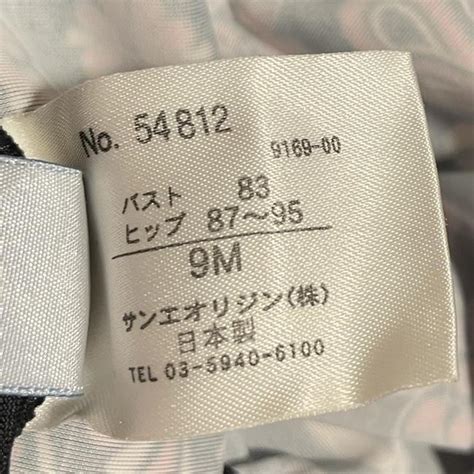 No. 54812
9169-00
バスト 83
ヒップ 87〜95
9M
サンエオリジン(株)
日本製
TEL 03-5940-6100